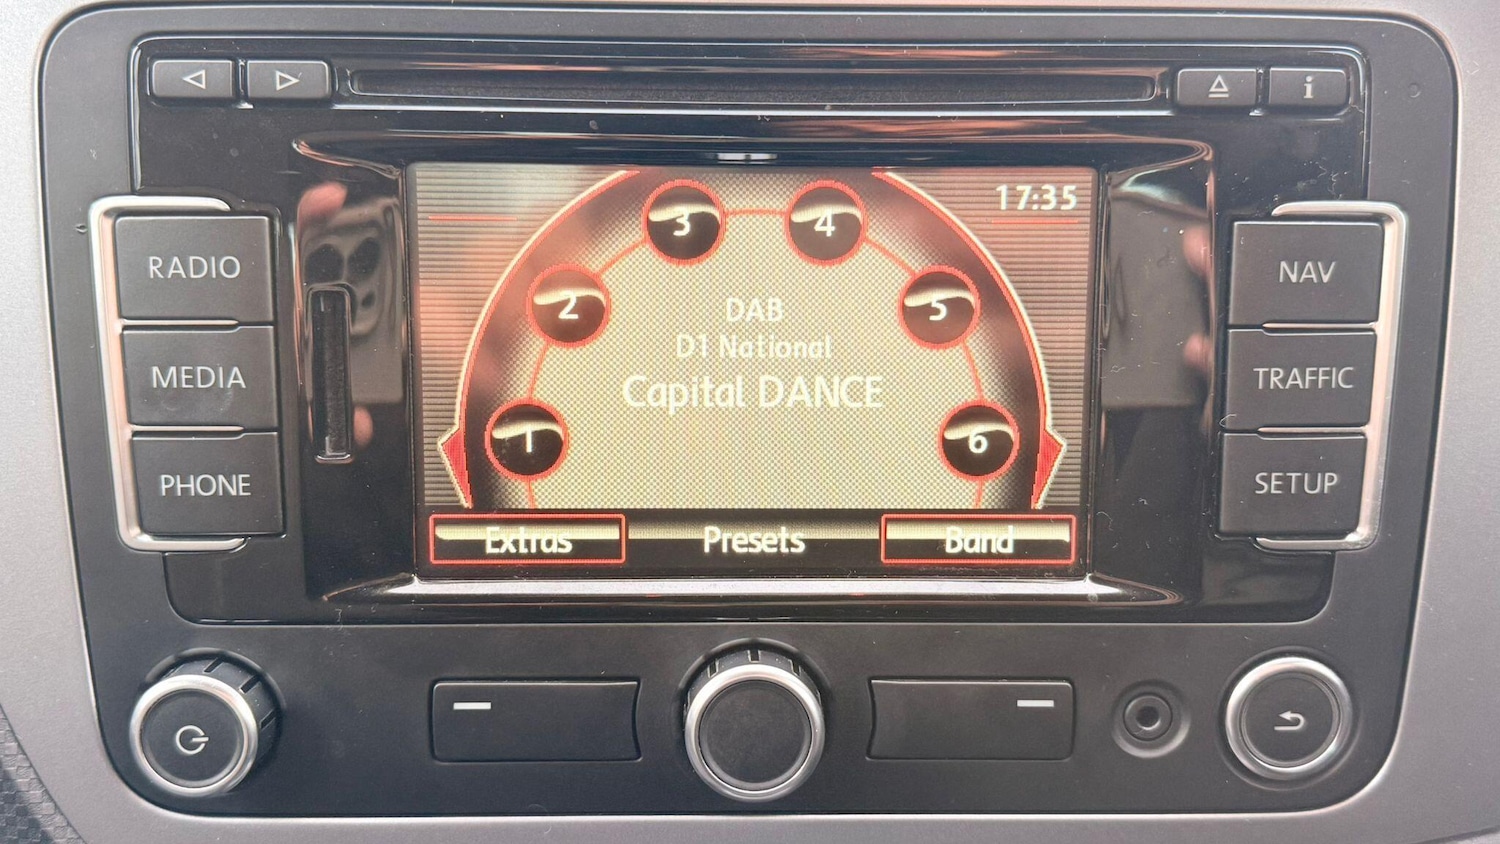 i
RADIO
MEDIA
PHONE
17:35
3
4
2
5
1
6
DAB
D1 National
Capital DANCE
Extras
Presets
Band
NAV
TRAFFIC
SETUP